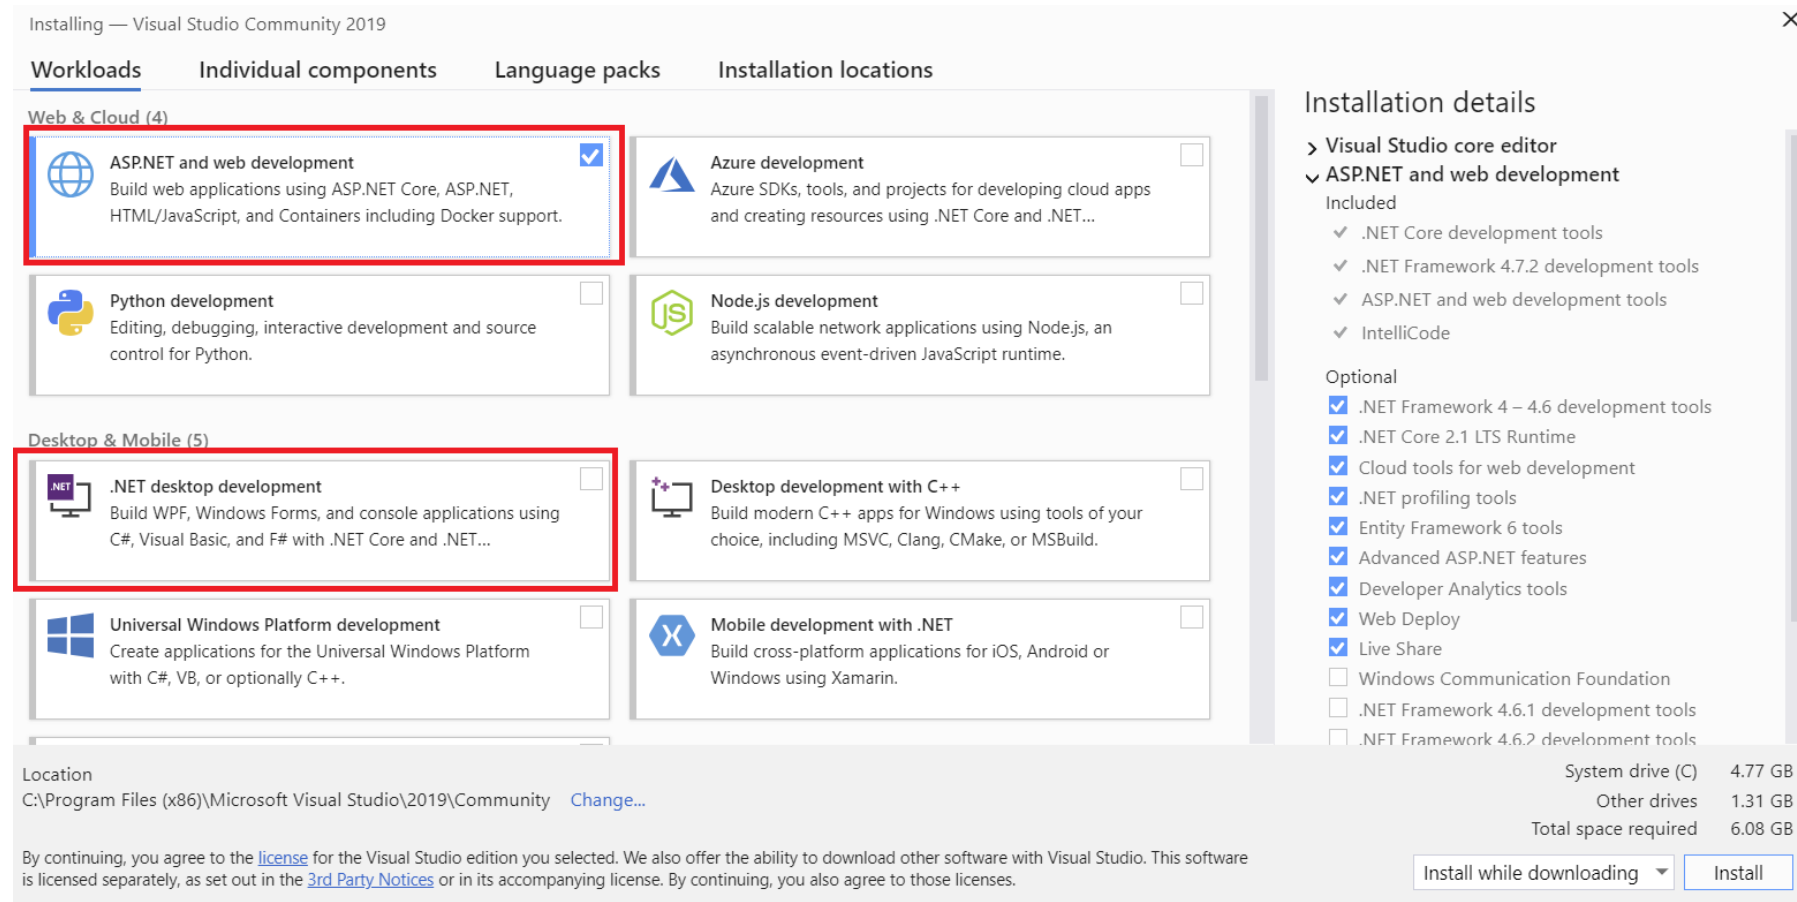 Installing — Visual Studio Community 2019
Workloads Individual components Language packs Installation locations
Web & Cloud (4)
ASP.NET and web development
Build web applications using ASP.NET Core, ASP.NET,
HTML/JavaScript, and Containers including Docker support.
Azure development
Azure SDKs, tools, and projects for developing cloud apps
and creating resources using .NET Core and .NET...
Python development
Editing, debugging, interactive development and source
control for Python.
JS
Node.js development
Build scalable network applications using Node.js, an
asynchronous event-driven JavaScript runtime.
Desktop & Mobile (5)
.NET
.NET desktop development
Build WPF, Windows Forms, and console applications using
C#, Visual Basic, and F# with .NET Core and .NET...
Desktop development with C++
Build modern C++ apps for Windows using tools of your
choice, including MSVC, Clang, CMake, or MSBuild.
Universal Windows Platform development
Create applications for the Universal Windows Platform
with C#, VB, or optionally C++.
Mobile development with .NET
Build cross-platform applications for iOS, Android or
Windows using Xamarin.
Installation details
Visual Studio core editor
ASP.NET and web development
Included
.NET Core development tools
.NET Framework 4.7.2 development tools
ASP.NET and web development tools
IntelliCode
Optional
.NET Framework 4 – 4.6 development tools
.NET Core 2.1 LTS Runtime
Cloud tools for web development
.NET profiling tools
Entity Framework 6 tools
Advanced ASP.NET features
Developer Analytics tools
Web Deploy
Live Share
Windows Communication Foundation
.NET Framework 4.6.1 development tools
.NET Framework 4.6.2 development tools
Location
C:\Program Files (x86)\Microsoft Visual Studio\2019\Community Change...
System drive (C) 4.77 GB
Other drives 1.31 GB
Total space required 6.08 GB
By continuing, you agree to the license for the Visual Studio edition you selected. We also offer the ability to download other software with Visual Studio. This software
is licensed separately, as set out in the 3rd Party Notices or in its accompanying license. By continuing, you also agree to those licenses.
Install while downloading Install